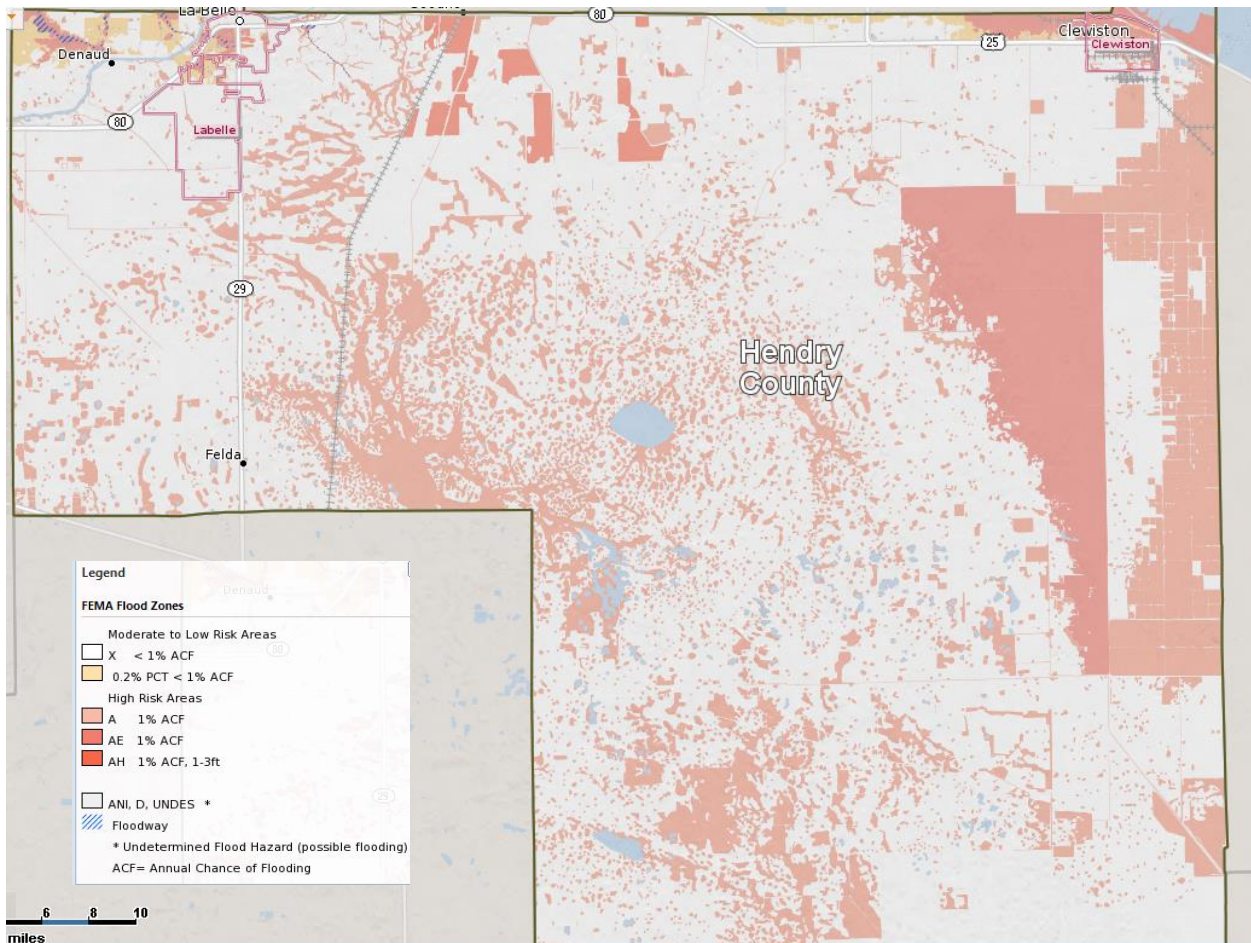 La Belle
80
25
Clewiston
Clewiston
Denaud
80
Labelle
29
Hendry
County
Felda
Legend
FEMA Flood Zones
Denaud
Moderate to Low Risk Areas
80
X < 1% ACF
0.2% PCT < 1% ACF
High Risk Areas
A 1% ACF
AE 1% ACF
AH 1% ACF, 1-3ft
25
ANI, D, UNDES *
Floodway
* Undetermined Flood Hazard (possible flooding)
ACF= Annual Chance of Flooding
6 8 10
miles